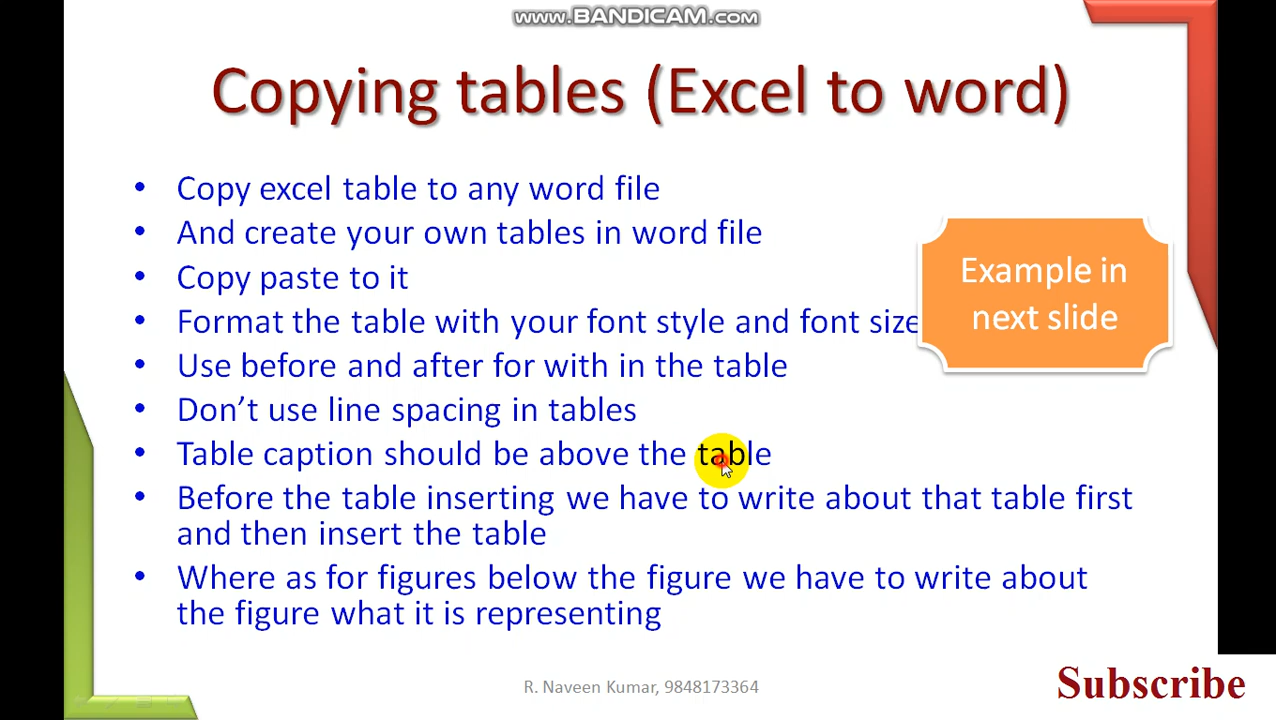 www.BANDICAM.com
Copying tables (Excel to word)
• Copy excel table to any word file
• And create your own tables in word file
• Copy paste to it
• Format the table with your font style and font size
• Use before and after for with in the table
• Don’t use line spacing in tables
• Table caption should be above the table
• Before the table inserting we have to write about that table first
and then insert the table
• Where as for figures below the figure we have to write about
the figure what it is representing
Example in
next slide
R. Naveen Kumar, 9848173364
Subscribe